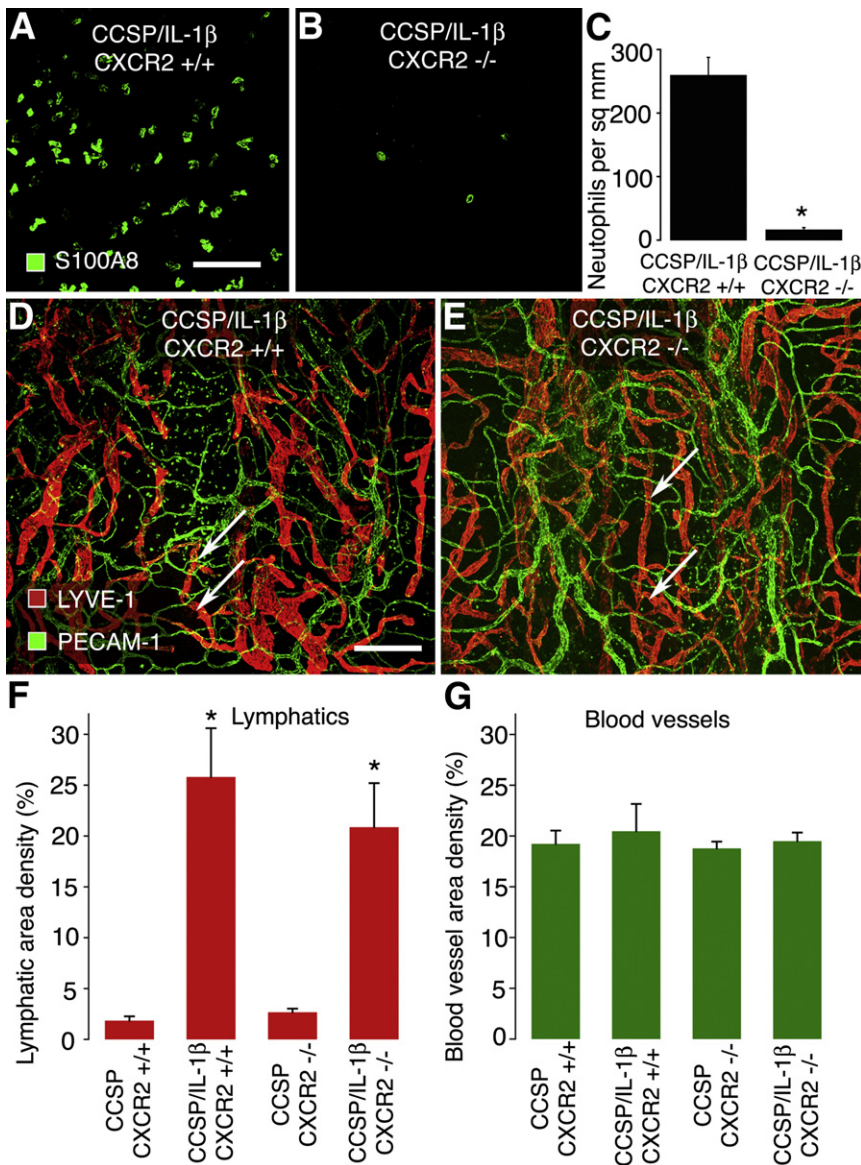 A
CCSP/IL-1β
CXCR2 +/+
S100A8
B
CCSP/IL-1β
CXCR2 -/-
C
Neutophils per sq mm
300
200
100
0
*
CCSP/IL-1β
CXCR2 +/+
CCSP/IL-1β
CXCR2 -/-
D
CCSP/IL-1β
CXCR2 +/+
LYVE-1
PECAM-1
E
CCSP/IL-1β
CXCR2 -/-
F
Lymphatics
Lymphatic area density (%)
30
25
20
15
10
5
0
*
*
CCSP
CXCR2 +/+
CCSP/IL-1β
CXCR2 +/+
CCSP
CXCR2 -/-
CCSP/IL-1β
CXCR2 -/-
G
Blood vessels
Blood vessel area density (%)
30
25
20
15
10
5
0
CCSP
CXCR2 +/+
CCSP/IL-1β
CXCR2 +/+
CCSP
CXCR2 -/-
CCSP/IL-1β
CXCR2 -/-